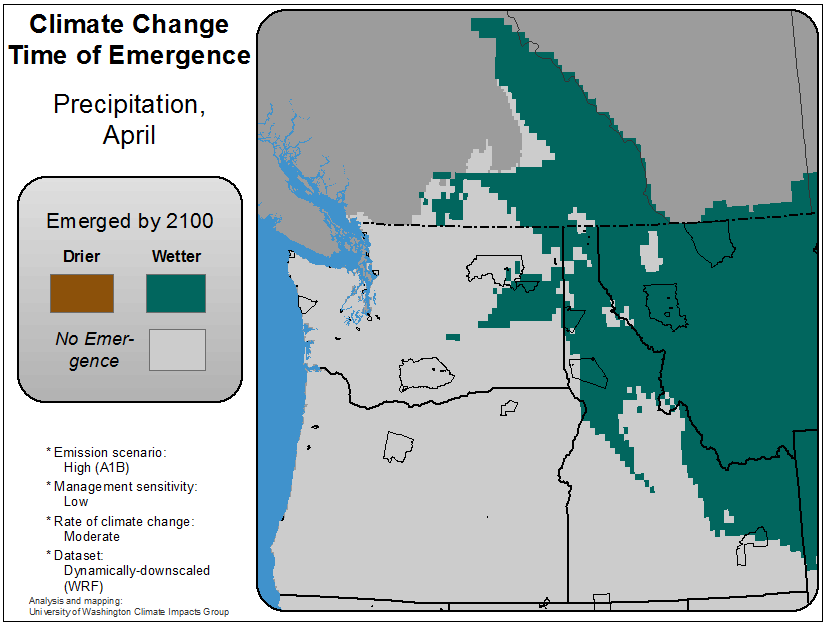 Climate Change
Time of Emergence
Precipitation,
April
Emerged by 2100
Drier Wetter
No Emer-
gence
* Emission scenario:
High (A1B)
* Management sensitivity:
Low
* Rate of climate change:
Moderate
* Dataset:
Dynamically-downscaled
(WRF)
Analysis and mapping:
University of Washington Climate Impacts Group